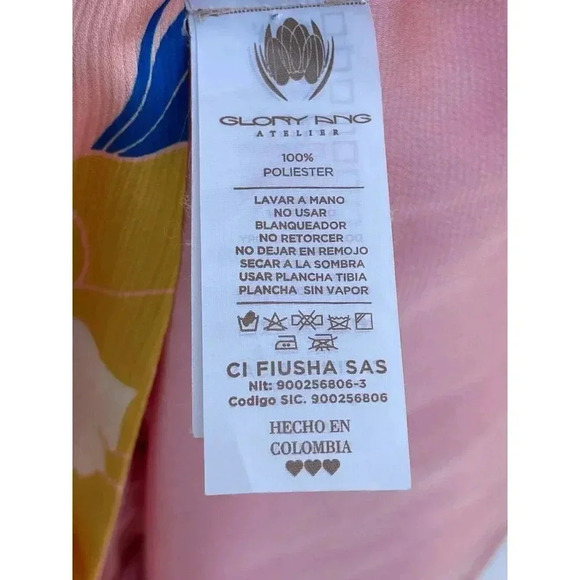 GLORY ANG
ATELIER
100%
POLIESTER
LAVAR A MANO
NO USAR
BLANQUEADOR
NO RETORCER
NO DEJAR EN REMOJO
SECAR A LA SOMBRA
USAR PLANCHA TIBIA
PLANCHA SIN VAPOR
CI FIUSHA SAS
Nit: 900256806-3
Codigo SIC. 900256806
HECHO EN
COLOMBIA